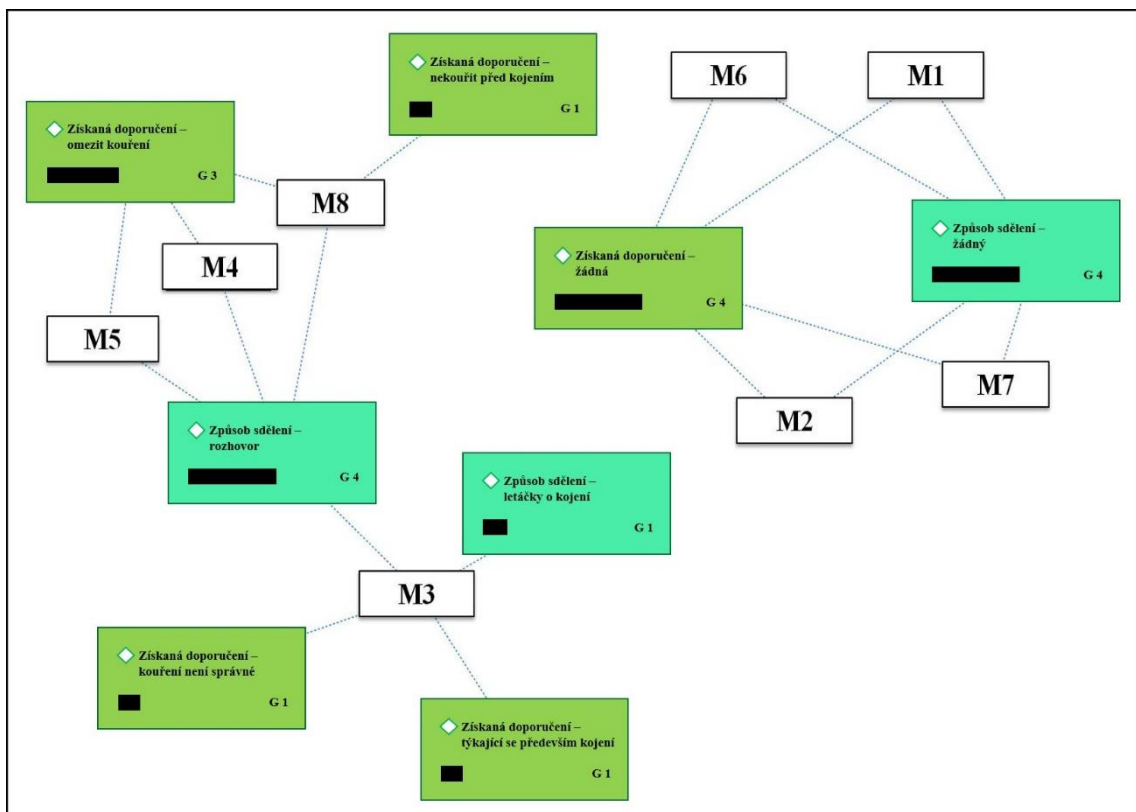 Získaná doporučení –
nekouřit před kojením
G 1
M6
M1
Získaná doporučení –
omezit kouření
G 3
M8
Způsob sdělení –
žádný
G 4
M4
Získaná doporučení –
žádná
G 4
M5
M7
M2
Způsob sdělení –
rozhovor
G 4
Způsob sdělení –
letáčky o kojení
G 1
M3
Získaná doporučení –
kouření není správné
G 1
Získaná doporučení –
týkající se především kojení
G 1